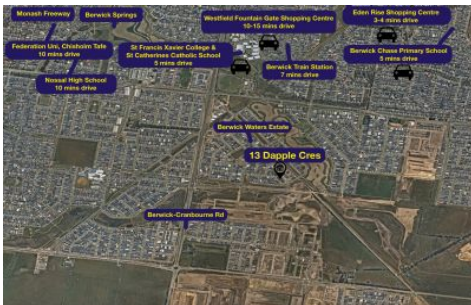 Monash Freeway
Berwick Springs
Westfield Fountain Gate Shopping Centre
10-15 mins drive
Eden Rise Shopping Centre
3-4 mins drive
Federation Uni, Chisholm Tafe
10 mins drive
St Francis Xavier College &
St Catherines Catholic School
5 mins drive
Berwick Chase Primary School
5 mins drive
Nossal High School
10 mins drive
Berwick Train Station
7 mins drive
Berwick Waters Estate
13 Dapple Cres
Berwick-Cranbourne Rd